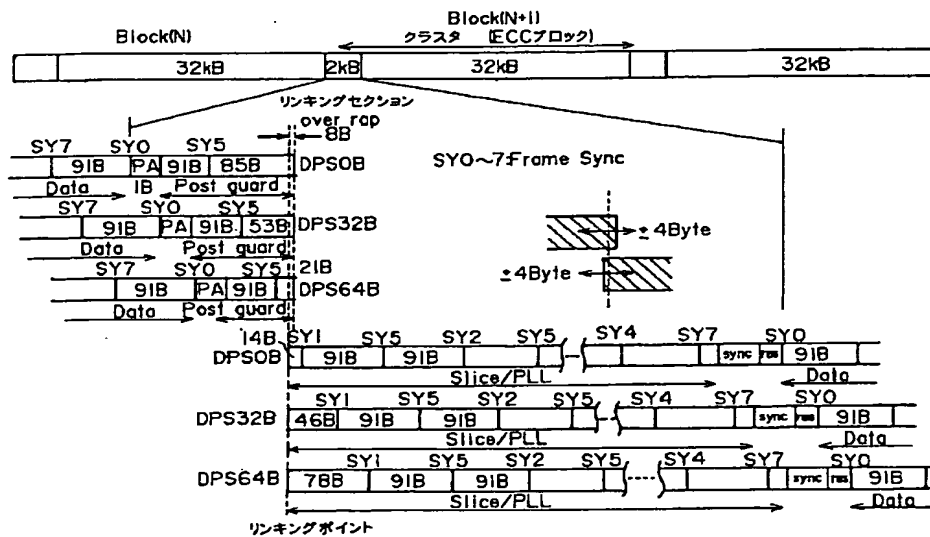 Block(N+1)
Block(N)
クラスタ (ECCブロック)
32kB 2kB 32kB 32kB
リンキングセクション
over rap
8B
SY7 SY0 SY5
91B PA 91B 85B DPS0B
Data 1B Post guard
SY0~7:Frame Sync
SY7 SY0 SY5
91B PA 91B 53B DPS32B
Data Post guard
±4Byte
21B
SY7 SY0 SY5
91B PA 91B DPS64B
Data Post guard
±4Byte
14B SY1 SY5 SY2 SY5 SY4 SY7 SY0
DPS0B 91B 91B sync res 91B
Slice/PLL Data
SY1 SY5 SY2 SY5 SY4 SY7 SY0
DPS32B 46B 91B 91B sync res 91B
Slice/PLL Data
SY1 SY5 SY2 SY5 SY4 SY7 SY0
DPS64B 78B 91B 91B sync res 91B
Slice/PLL Data
リンキングポイント